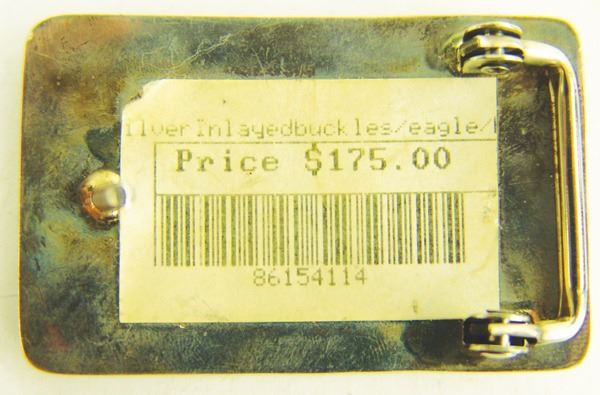 ilverInlayedbuckles/eagle/
Price $175.00
86154114